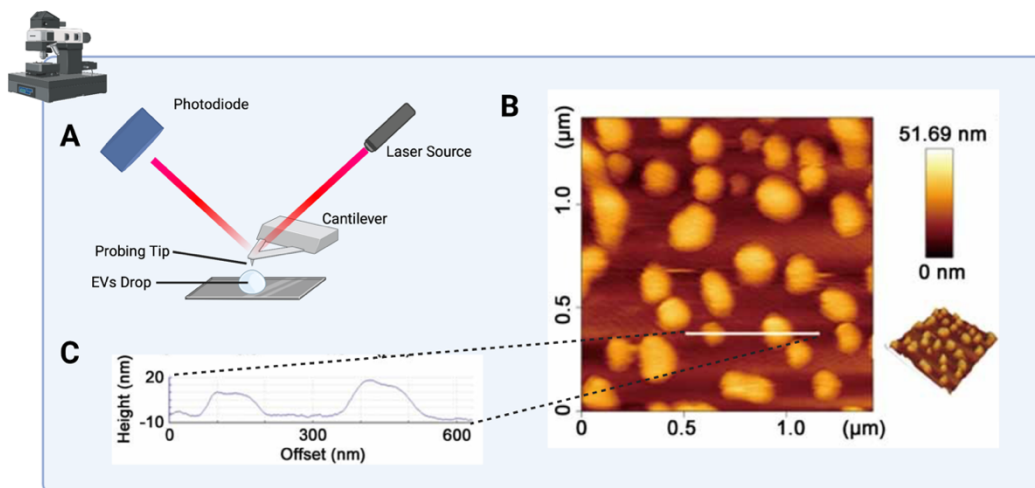 A
Photodiode
Laser Source
Cantilever
Probing Tip
EVs Drop
B
(μm)
1.0
0.5
0
0 0.5 1.0 (μm)
51.69 nm
0 nm
C
Height (nm)
20
-10
0 300 600
Offset (nm)